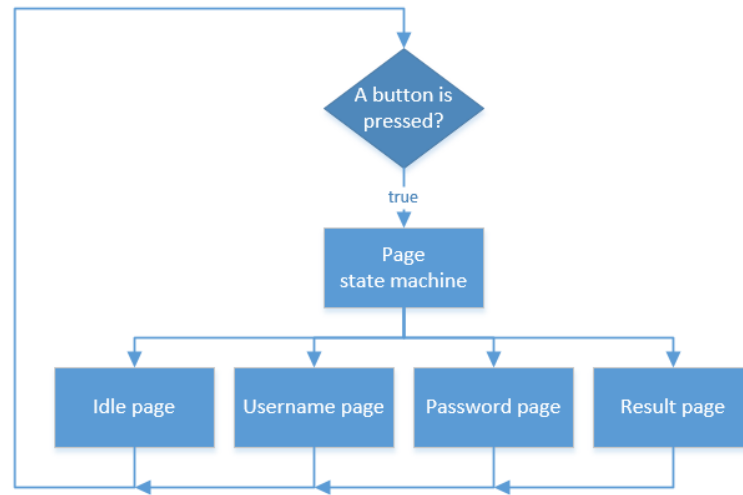 A button is
pressed?
true
Page
state machine
Idle page
Username page
Password page
Result page